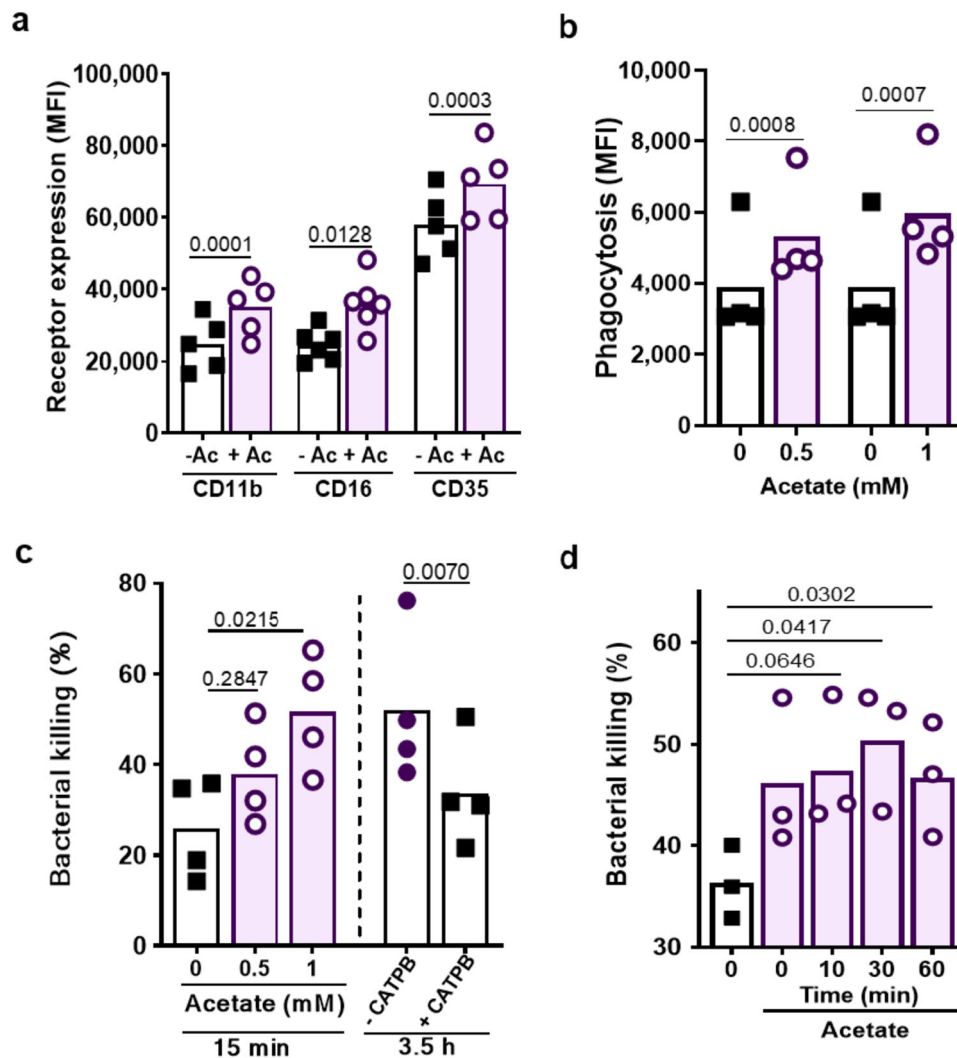 a
Receptor expression (MFI)
100,000
80,000
60,000
40,000
20,000
0
0.0001
0.0128
0.0003
-Ac + Ac - Ac + Ac - Ac + Ac
CD11b CD16 CD35
b
Phagocytosis (MFI)
10,000
8,000
6,000
4,000
2,000
0
0.0008
0.0007
0 0.5 0 1
Acetate (mM)
c
Bacterial killing (%)
80
60
40
20
0
0.0215
0.2847
0.0070
0 0.5 1
- CATPB
+ CATPB
Acetate (mM)
15 min 3.5 h
d
Bacterial killing (%)
60
50
40
30
0.0302
0.0417
0.0646
0 0 10 30 60
Time (min)
Acetate